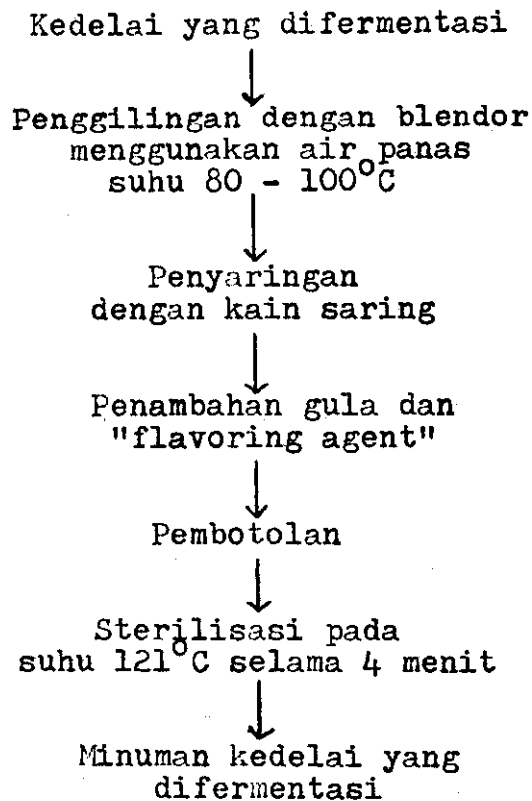 Kedelai yang difermentasi
Penggilingan dengan blendor
menggunakan air panas
suhu 80 - 100°C
Penyaringan
dengan kain saring
Penambahan gula dan
"flavoring agent"
Pembotolan
Sterilisasi pada
suhu 121°C selama 4 menit
Minuman kedelai yang
difermentasi